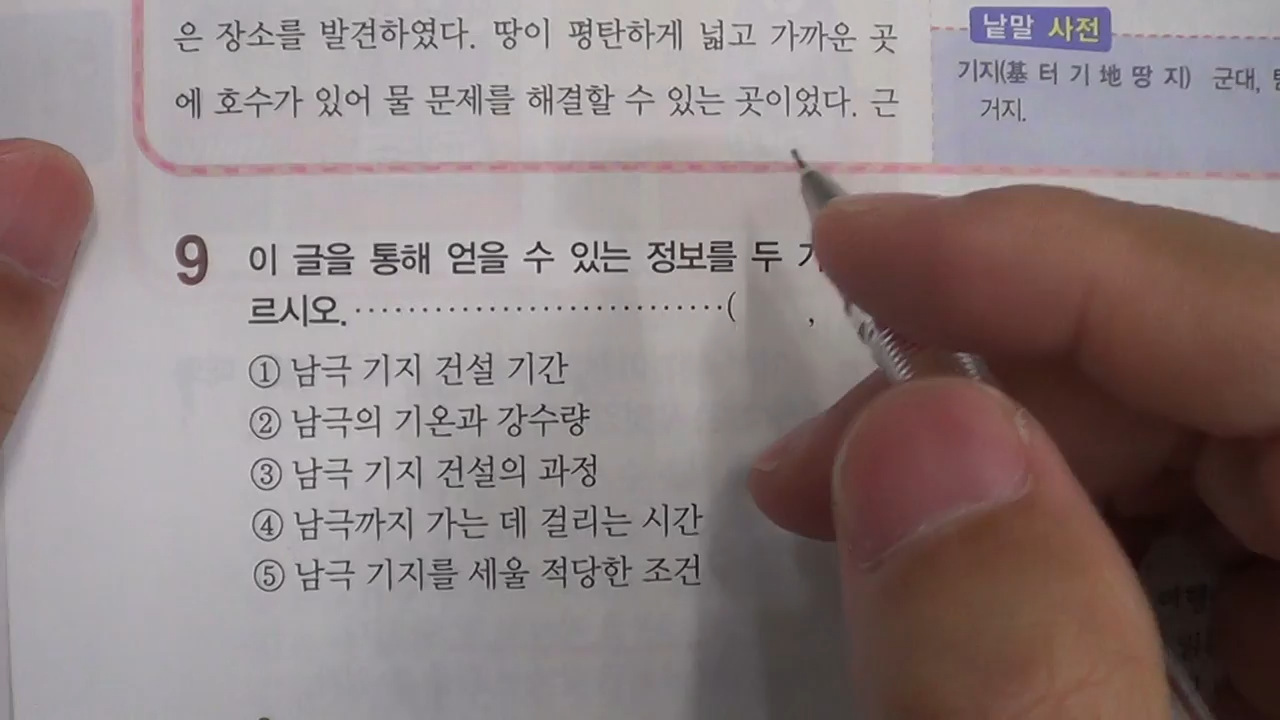 은 장소를 발견하였다. 땅이 평탄하게 넓고 가까운 곳
에 호수가 있어 물 문제를 해결할 수 있는 곳이었다. 근
낱말 사전
기지(基 터 기 地 땅 지) 군대,
거지.
9 이 글을 통해 얻을 수 있는 정보를 두
르시오. ····························( ,
① 남극 기지 건설 기간
② 남극의 기온과 강수량
③ 남극 기지 건설의 과정
④ 남극까지 가는 데 걸리는 시간
⑤ 남극 기지를 세울 적당한 조건